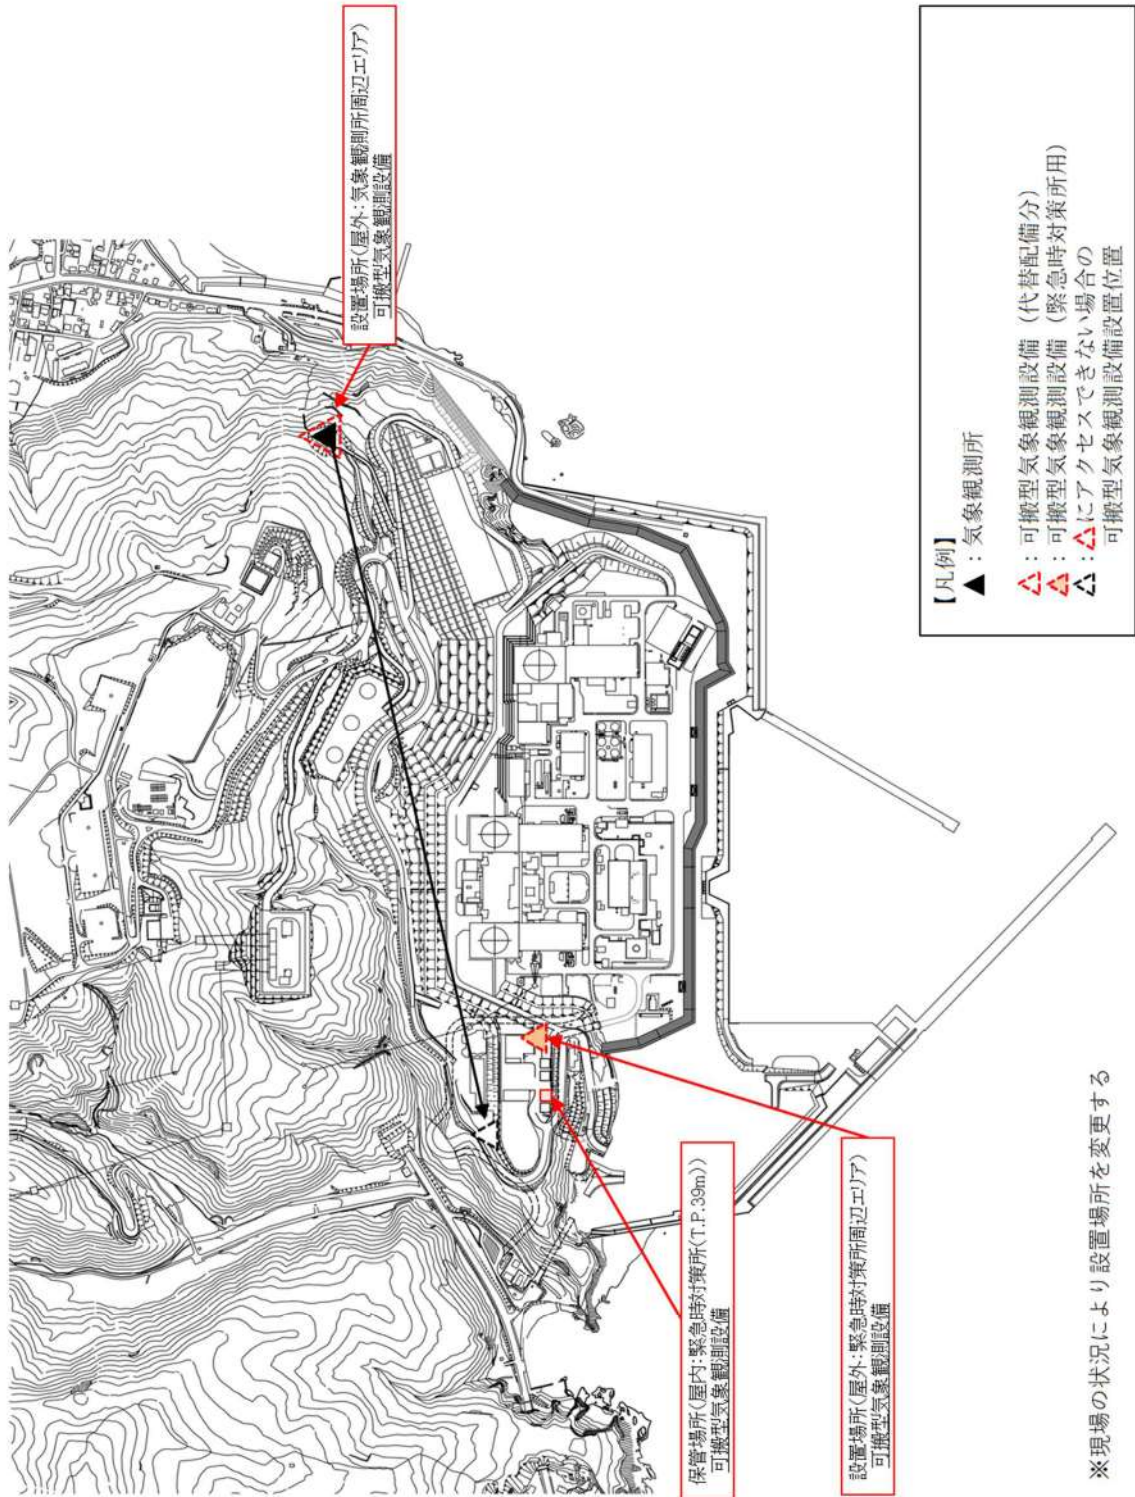 設置場所(屋外：気象観測所周辺エリア)
可搬型気象観測設備
保管場所(屋内：緊急時対策所(T.P.39m))
可搬型気象観測設備
設置場所(屋外：緊急時対策所周辺エリア)
可搬型気象観測設備
【凡例】
▲：気象観測所
：可搬型気象観測設備（代替配備分）
：可搬型気象観測設備（緊急時対策所用）
：にアクセスできない場合の
可搬型気象観測設備設置位置
※現場の状況により設置場所を変更する